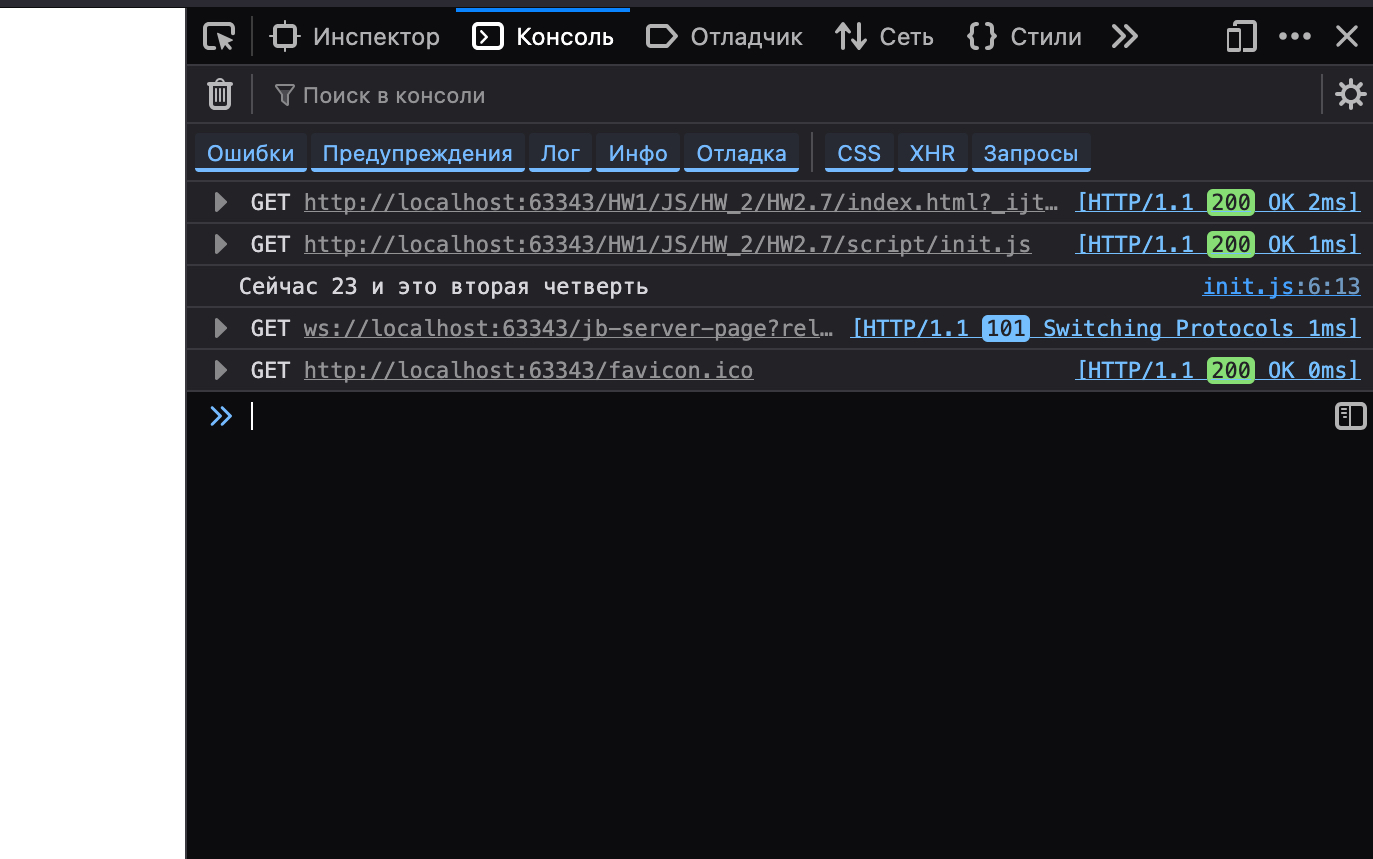 Инспектор Консоль Отладчик Сеть {} Стили
Поиск в консоли
Ошибки Предупреждения Лог Инфо Отладка CSS XHR Запросы
GET http://localhost:63343/HW1/JS/HW_2/HW2.7/index.html?_ijt… [HTTP/1.1 200 OK 2ms]
GET http://localhost:63343/HW1/JS/HW_2/HW2.7/script/init.js [HTTP/1.1 200 OK 1ms]
Сейчас 23 и это вторая четверть init.js:6:13
GET ws://localhost:63343/jb-server-page?rel… [HTTP/1.1 101 Switching Protocols 1ms]
GET http://localhost:63343/favicon.ico [HTTP/1.1 200 OK 0ms]